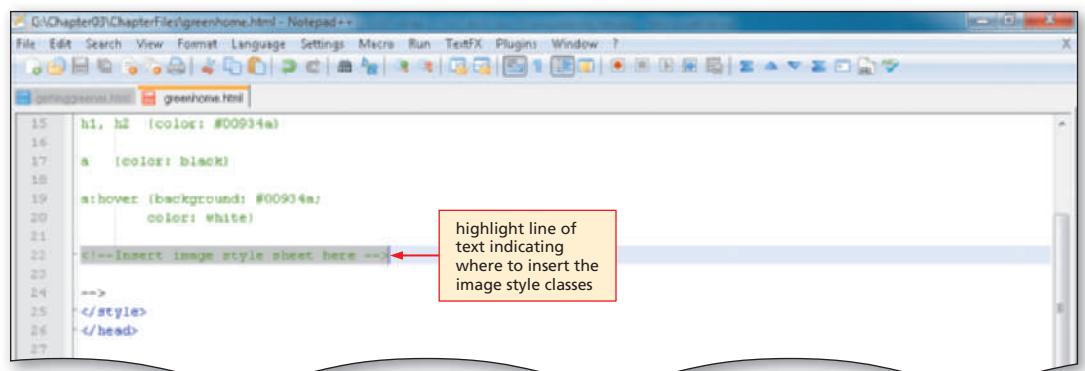 G:\Chapter03\ChapterFiles\greenhome.html - Notepad++
File Edit Search View Format Language Settings Macro Run TextFX Plugins Window ? X
gettinggreener.html greenhome.html
15 h1, h2 {color: #00934a}
16
17 a {color: black}
18
19 a:hover {background: #00934a;
20 color: white}
21
22 <!--Insert image style sheet here -->
23
24 -->
25 </style>
26 </head>
27
highlight line of
text indicating
where to insert the
image style classes